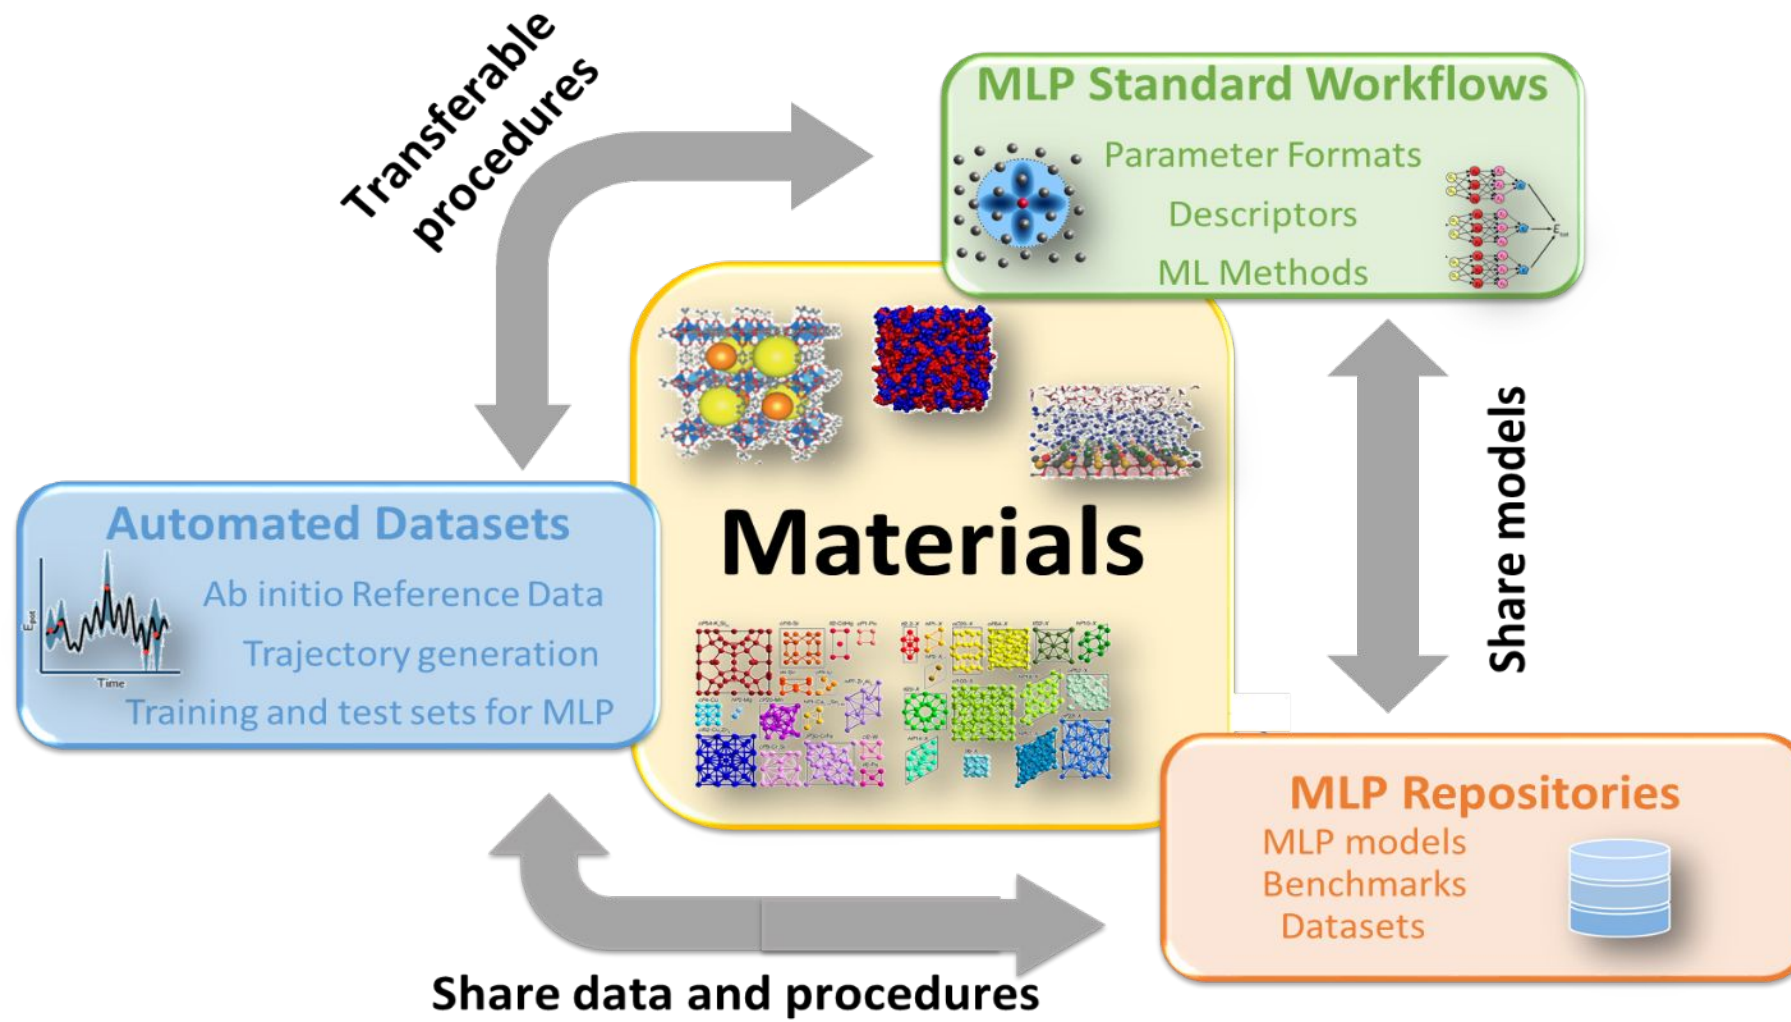 Transferable
procedures
MLP Standard Workflows
Parameter Formats
Descriptors
ML Methods
Share models
Automated Datasets
Ab initio Reference Data
Trajectory generation
Training and test sets for MLP
Epot
Time
Materials
MLP Repositories
MLP models
Benchmarks
Datasets
Share data and procedures